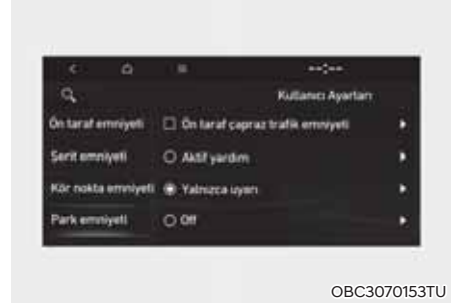 --:--
Kullanıcı Ayarları
Ön taraf emniyeti Ön taraf çapraz trafik emniyeti
Şerit emniyeti Aktif yardım
Kör nokta emniyeti Yalnızca uyarı
Park emniyeti Off
OBC3070153TU